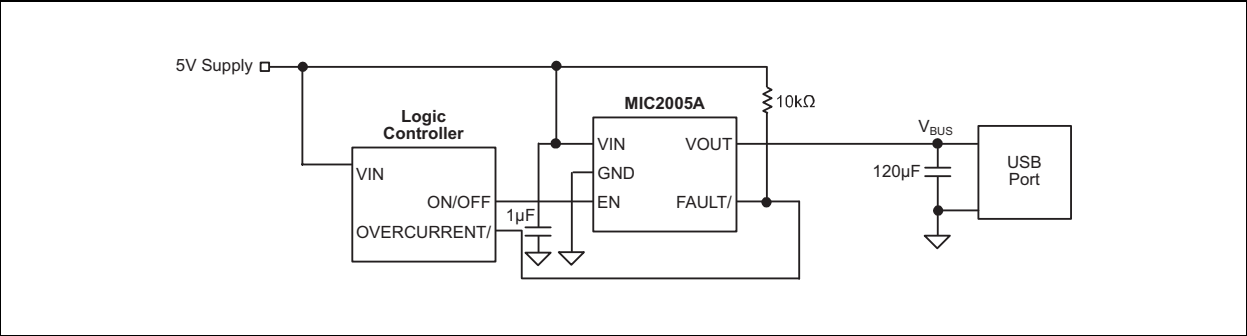 5V Supply
Logic
Controller
VIN
ON/OFF
OVERCURRENT/
1µF
MIC2005A
VIN
GND
EN
VOUT
FAULT/
10kΩ
VBUS
120µF
USB
Port